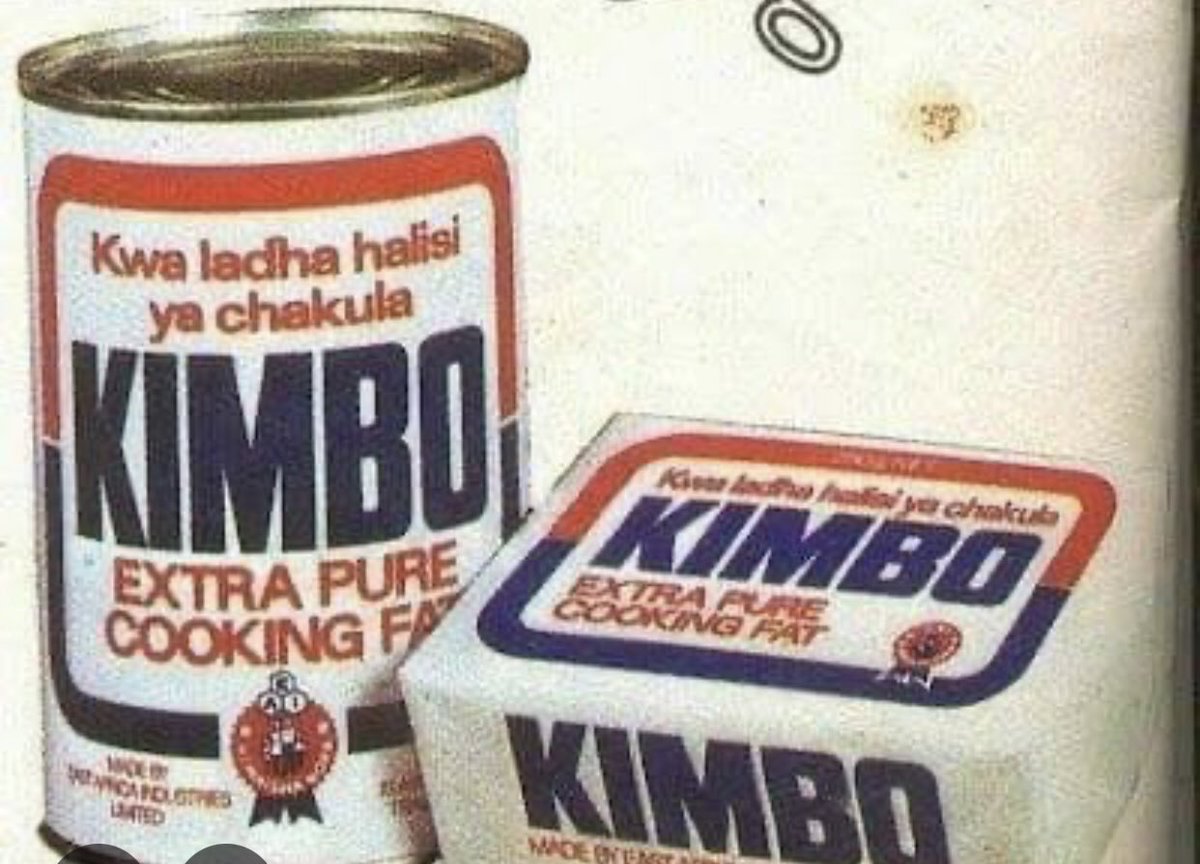 Kwa ladha halisi
ya chakula
KIMBO
EXTRA PURE
COOKING
MADE BY
EAST AFRICA INDUSTRIES
LIMITED
Kwa ladha halisi ya chakula
KIMBO
EXTRA PURE
COOKING FAT
KIMBO
MADE BY EAST